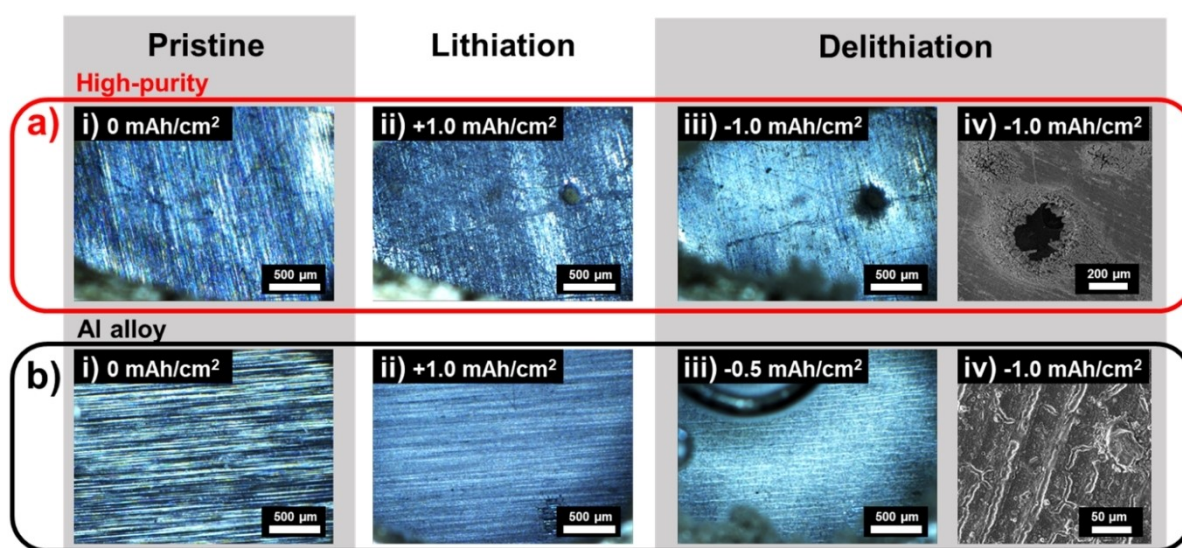 Pristine
Lithiation
Delithiation
High-purity
a)
i) 0 mAh/cm²
ii) +1.0 mAh/cm²
iii) -1.0 mAh/cm²
iv) -1.0 mAh/cm²
500 µm
500 µm
500 µm
200 µm
Al alloy
b)
i) 0 mAh/cm²
ii) +1.0 mAh/cm²
iii) -0.5 mAh/cm²
iv) -1.0 mAh/cm²
500 µm
500 µm
500 µm
50 µm